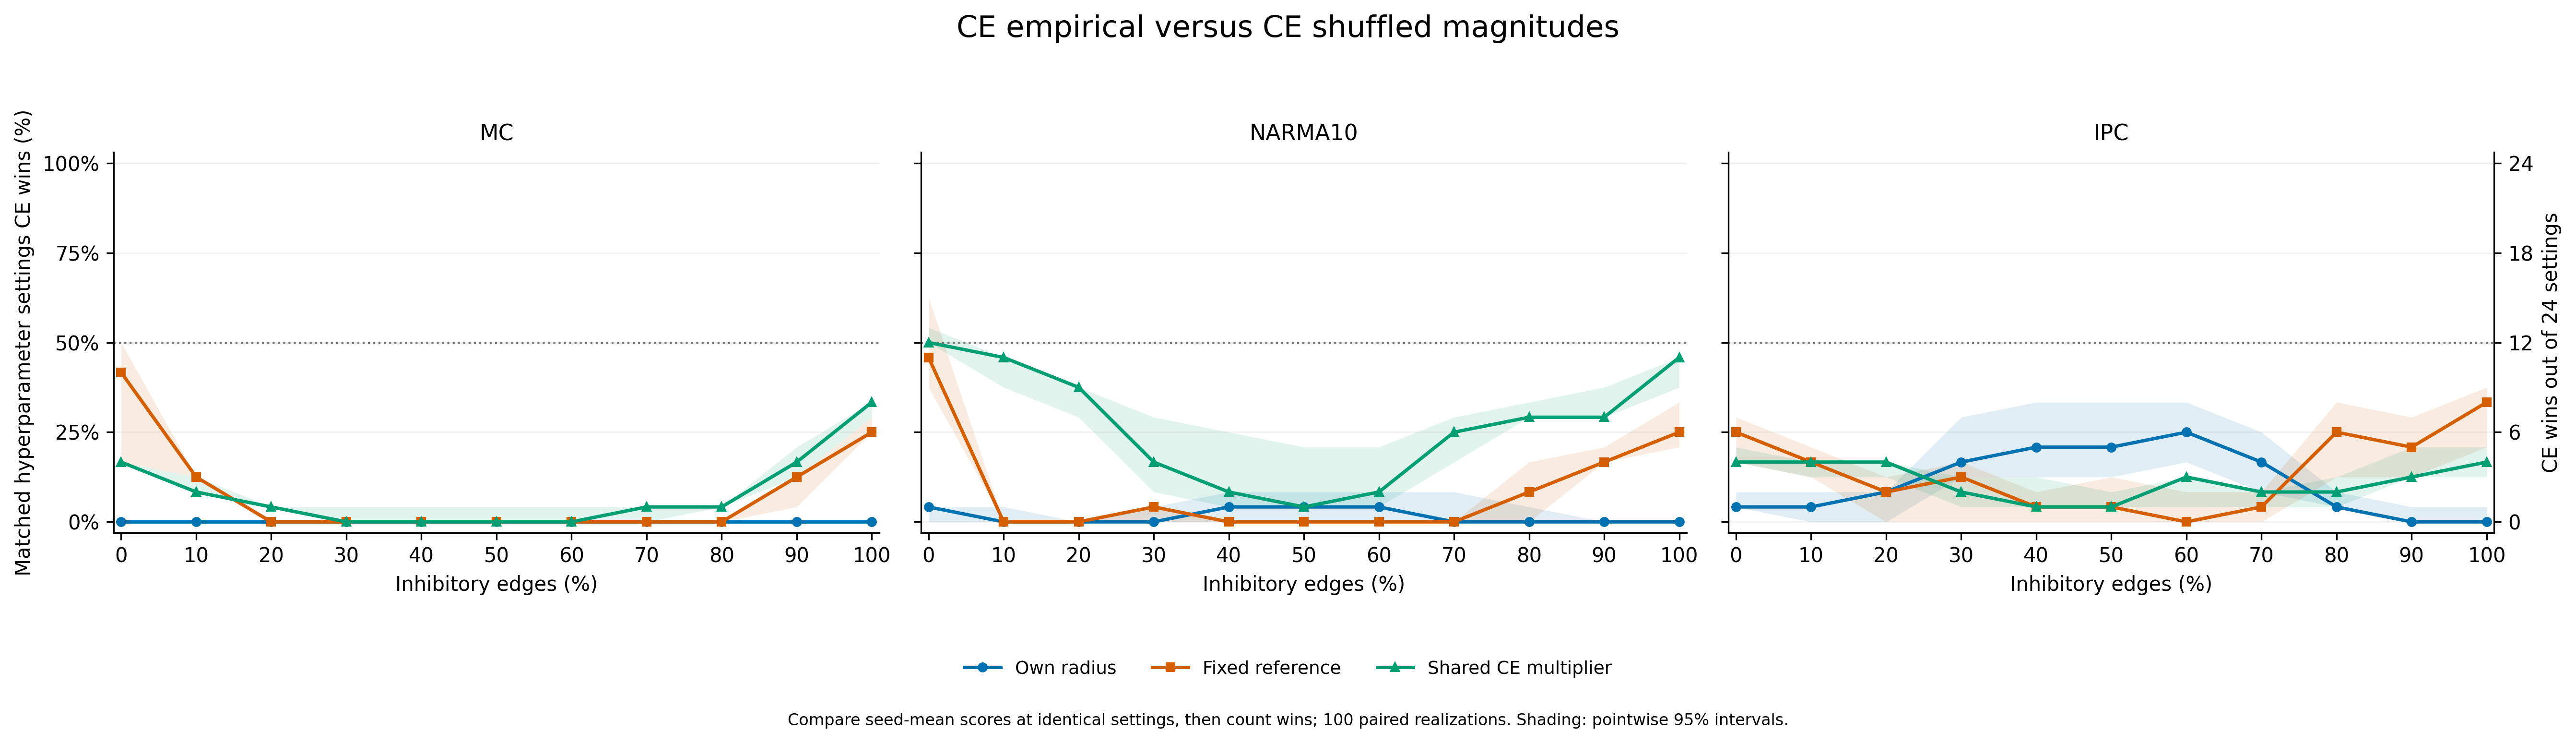 CE empirical versus CE shuffled magnitudes
MC
NARMA10
IPC
Matched hyperparameter settings CE wins (%)
100%
75%
50%
25%
0%
24
18
12
6
0
CE wins out of 24 settings
0 10 20 30 40 50 60 70 80 90 100
0 10 20 30 40 50 60 70 80 90 100
0 10 20 30 40 50 60 70 80 90 100
Inhibitory edges (%)
Inhibitory edges (%)
Inhibitory edges (%)
Own radius
Fixed reference
Shared CE multiplier
Compare seed-mean scores at identical settings, then count wins; 100 paired realizations. Shading: pointwise 95% intervals.